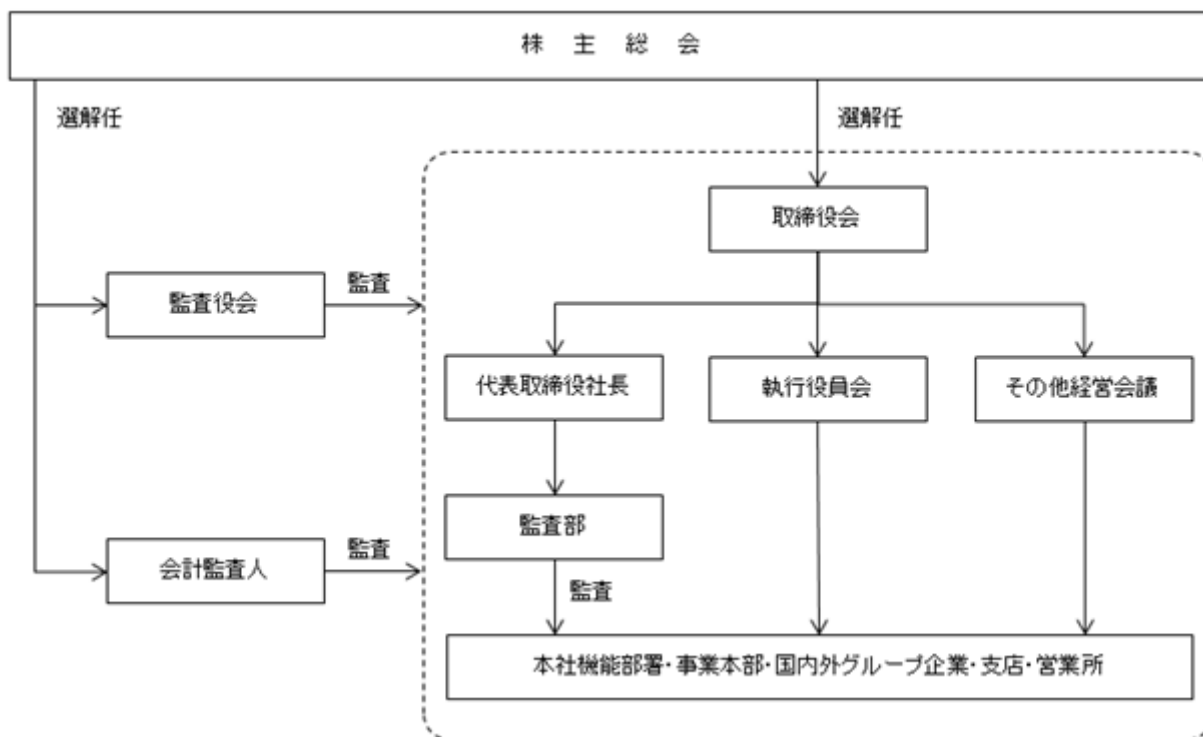 株主総会
選解任
選解任
取締役会
監査役会
監査
代表取締役社長
執行役員会
その他経営会議
監査部
会計監査人
監査
監査
本社機能部署・事業本部・国内外グループ企業・支店・営業所